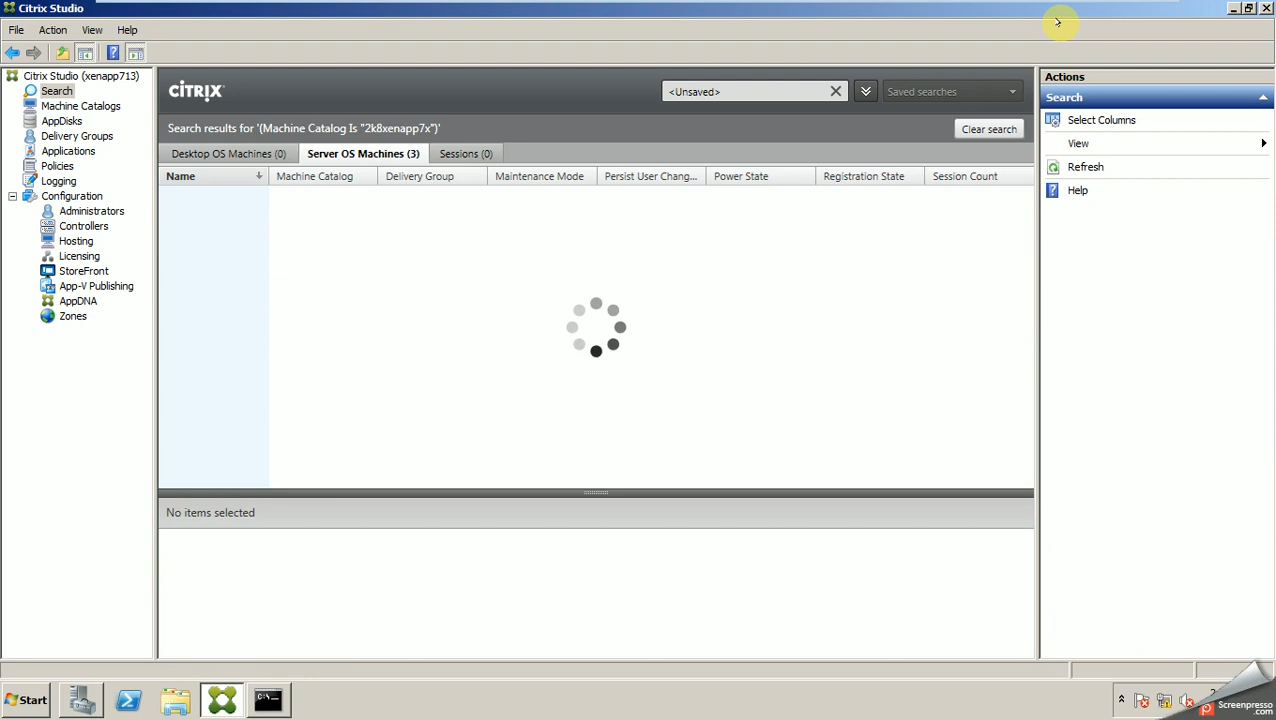 Citrix Studio
File Action View Help
Citrix Studio (xenapp713)
Search
Machine Catalogs
AppDisks
Delivery Groups
Applications
Policies
Logging
Configuration
Administrators
Controllers
Hosting
Licensing
StoreFront
App-V Publishing
AppDNA
Zones
CİTRIX
<Unsaved>
Saved searches
Search results for '(Machine Catalog Is "2k8xenapp7x")'
Clear search
Desktop OS Machines (0) Server OS Machines (3) Sessions (0)
Name Machine Catalog Delivery Group Maintenance Mode Persist User Chang... Power State Registration State Session Count
No items selected
Actions
Search
Select Columns
View
Refresh
Help
Start
C:\.
Screenpresso
.com